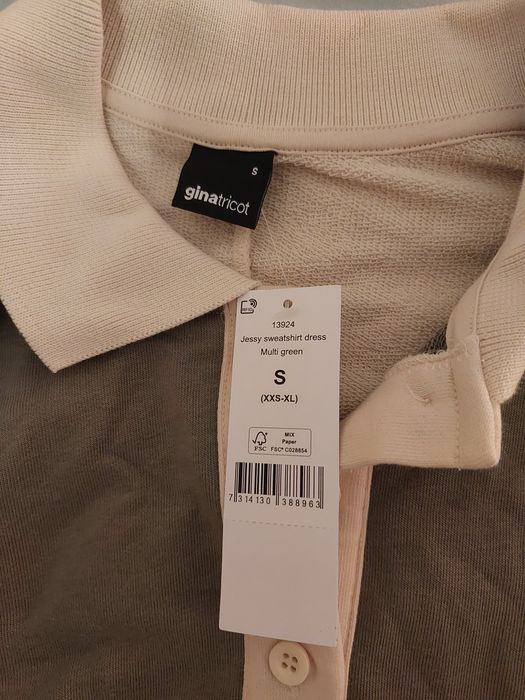 S
ginatricot
RFID
13924
Jessy sweatshirt dress
Multi green
S
(XXS-XL)
FSC
MIX
Paper
FSC® C028654
7 314130 388963